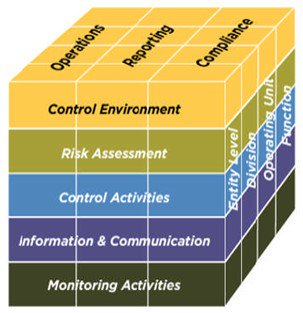 Operations
Reporting
Compliance
Control Environment
Risk Assessment
Control Activities
Information & Communication
Monitoring Activities
Entity Level
Division
Operating Unit
Function